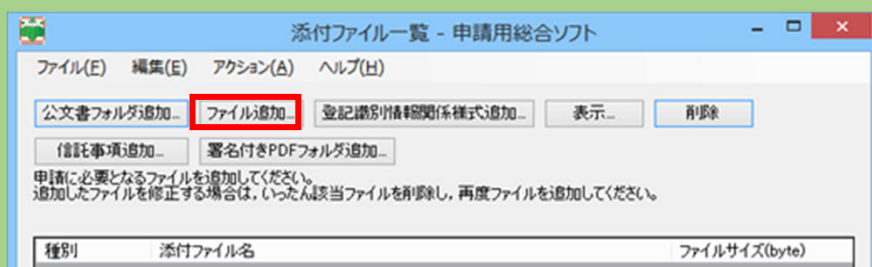 添付ファイル一覧 - 申請用総合ソフト
ファイル(F) 編集(E) アクション(A) ヘルプ(H)
公文書フォルダ追加... ファイル追加... 登記識別情報関係様式追加... 表示... 削除
信託事項追加... 署名付きPDFフォルダ追加...
申請に必要となるファイルを追加してください。
追加したファイルを修正する場合は，いったん該当ファイルを削除し，再度ファイルを追加してください。
種別 添付ファイル名 ファイルサイズ(byte)